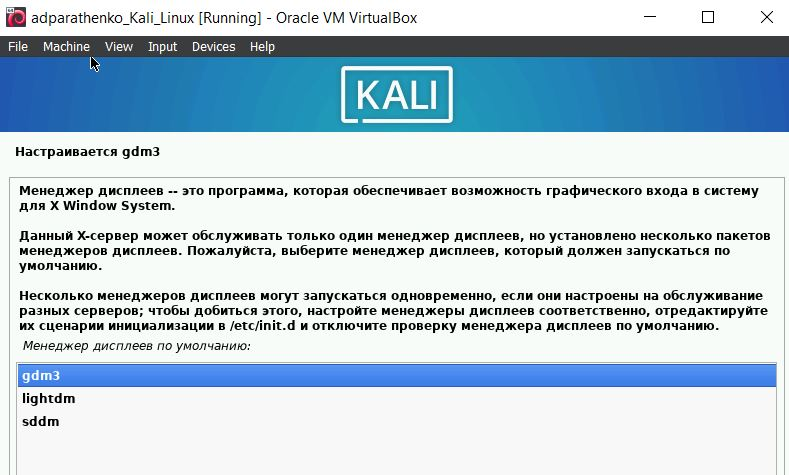 adparathenko_Kali_Linux [Running] - Oracle VM VirtualBox
File Machine View Input Devices Help
KALI
Настраивается gdm3
Менеджер дисплеев -- это программа, которая обеспечивает возможность графического входа в систему
для X Window System.
Данный X-сервер может обслуживать только один менеджер дисплеев, но установлено несколько пакетов
менеджеров дисплеев. Пожалуйста, выберите менеджер дисплеев, который должен запускаться по
умолчанию.
Несколько менеджеров дисплеев могут запускаться одновременно, если они настроены на обслуживание
разных серверов; чтобы добиться этого, настройте менеджеры дисплеев соответственно, отредактируйте
их сценарии инициализации в /etc/init.d и отключите проверку менеджера дисплеев по умолчанию.
Менеджер дисплеев по умолчанию:
gdm3
lightdm
sddm